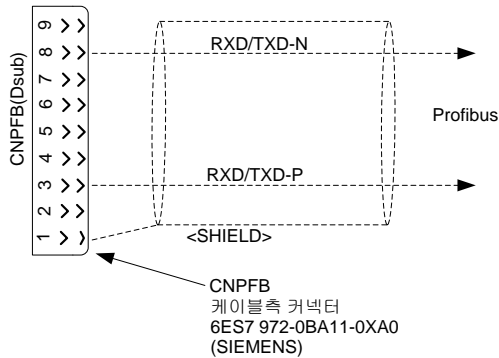 CNPFB(Dsub)
9
8
7
6
5
4
3
2
1
RXD/TXD-N
Profibus
RXD/TXD-P
<SHIELD>
CNPFB
케이블측 커넥터
6ES7 972-0BA11-0XA0
(SIEMENS)